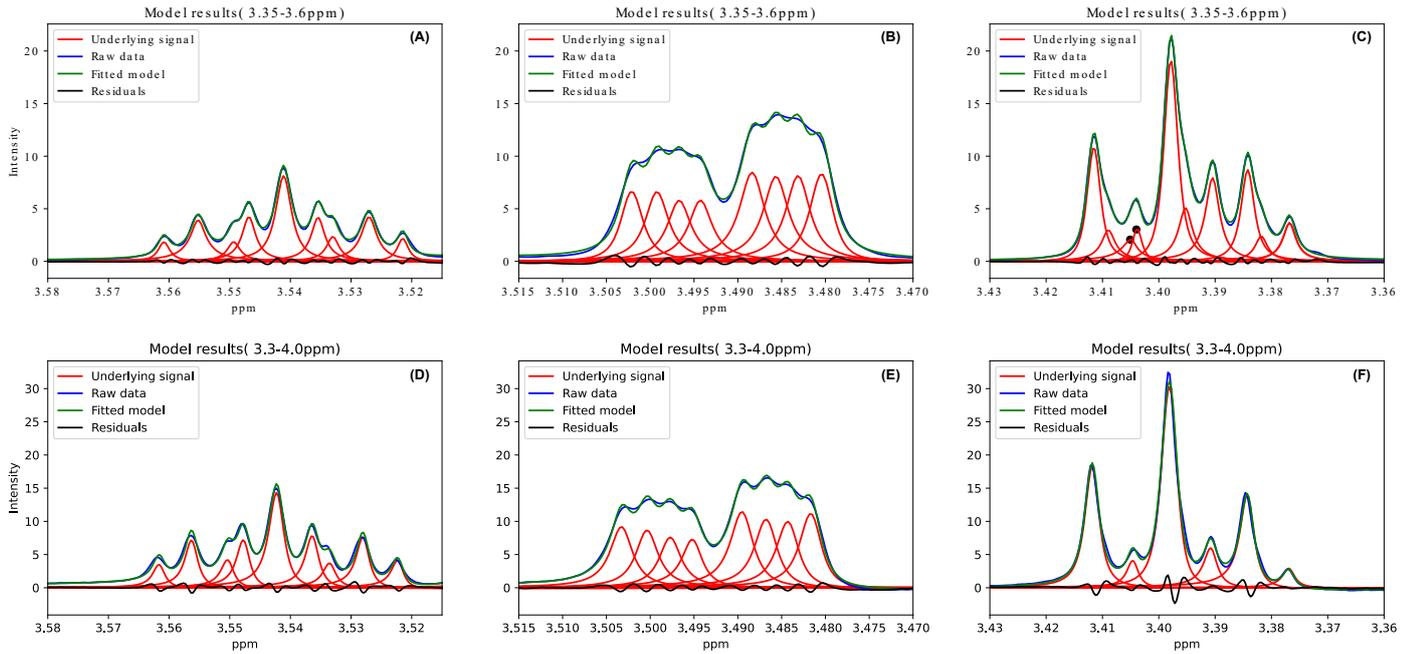 Model results( 3.35-3.6ppm)
(A)
Underlying signal
Raw data
Fitted model
Residuals
20
15
10
5
0
Intensity
3.58 3.56 3.55 3.54 3.53 3.52
ppm
Model results( 3.35-3.6ppm)
(B)
Underlying signal
Raw data
Fitted model
Residuals
20
15
10
5
0
3.515 3.510 3.505 3.500 3.495 3.490 3.485 3.480 3.475 3.470
ppm
Model results( 3.35-3.6ppm)
(C)
Underlying signal
Raw data
Fitted model
Residuals
20
15
10
5
0
3.43 3.42 3.41 3.40 3.39 3.38 3.37 3.36
ppm
Model results( 3.3-4.0ppm)
(D)
Underlying signal
Raw data
Fitted model
Residuals
30
25
20
15
10
5
0
Intensity
3.58 3.56 3.55 3.54 3.53 3.52
ppm
Model results( 3.3-4.0ppm)
(E)
Underlying signal
Raw data
Fitted model
Residuals
30
25
20
15
10
5
0
3.515 3.510 3.505 3.500 3.495 3.490 3.485 3.480 3.475 3.470
ppm
Model results( 3.3-4.0ppm)
(F)
Underlying signal
Raw data
Fitted model
Residuals
30
25
20
15
10
5
0
3.43 3.42 3.41 3.40 3.39 3.38 3.37 3.36
ppm